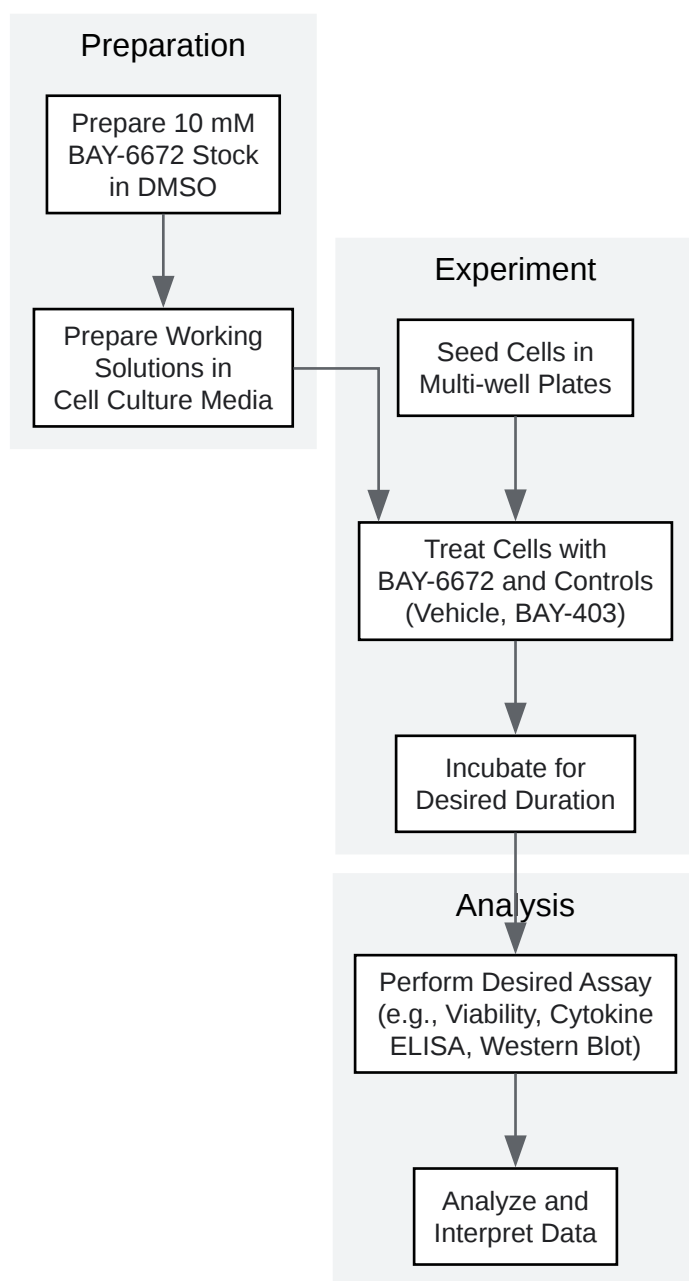 Preparation
Prepare 10 mM
BAY-6672 Stock
in DMSO
Prepare Working
Solutions in
Cell Culture Media
Experiment
Seed Cells in
Multi-well Plates
Treat Cells with
BAY-6672 and Controls
(Vehicle, BAY-403)
Incubate for
Desired Duration
Analysis
Perform Desired Assay
(e.g., Viability, Cytokine
ELISA, Western Blot)
Analyze and
Interpret Data